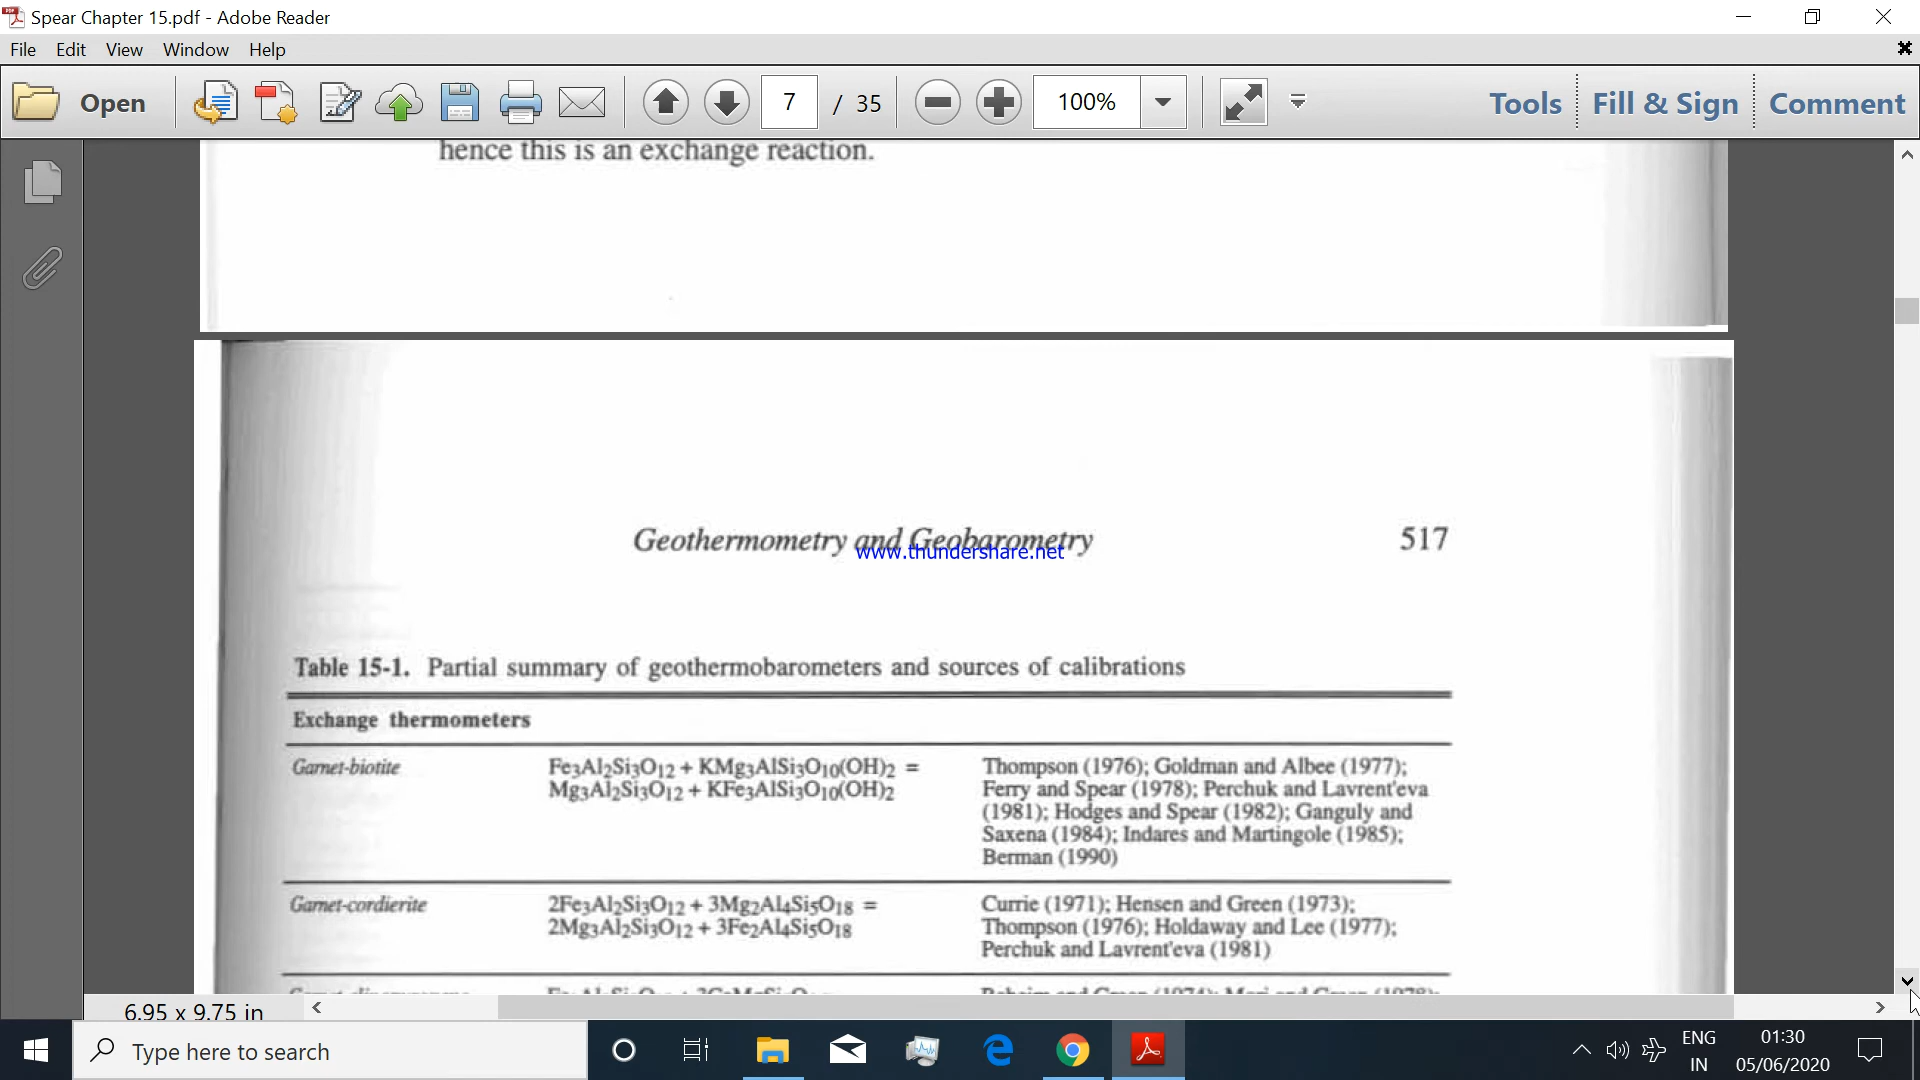 Spear Chapter 15.pdf - Adobe Reader
File Edit View Window Help
Open 7 / 35 100% Tools Fill & Sign Comment
hence this is an exchange reaction.
Geothermometry and Geobarometry 517
www.thundershare.net
Table 15-1. Partial summary of geothermobarometers and sources of calibrations
Exchange thermometers
Garnet-biotite Fe3Al2Si3O12 + KMg3AlSi3O10(OH)2 = Thompson (1976); Goldman and Albee (1977);
Mg3Al2Si3O12 + KFe3AlSi3O10(OH)2 Ferry and Spear (1978); Perchuk and Lavrent'eva
(1981); Hodges and Spear (1982); Ganguly and
Saxena (1984); Indares and Martingole (1985);
Berman (1990)
Garnet-cordierite 2Fe3Al2Si3O12 + 3Mg2Al4Si5O18 = Currie (1971); Hensen and Green (1973);
2Mg3Al2Si3O12 + 3Fe2Al4Si5O18 Thompson (1976); Holdaway and Lee (1977);
Perchuk and Lavrent'eva (1981)
6.95 x 9.75 in
Type here to search
ENG 01:30
IN 05/06/2020